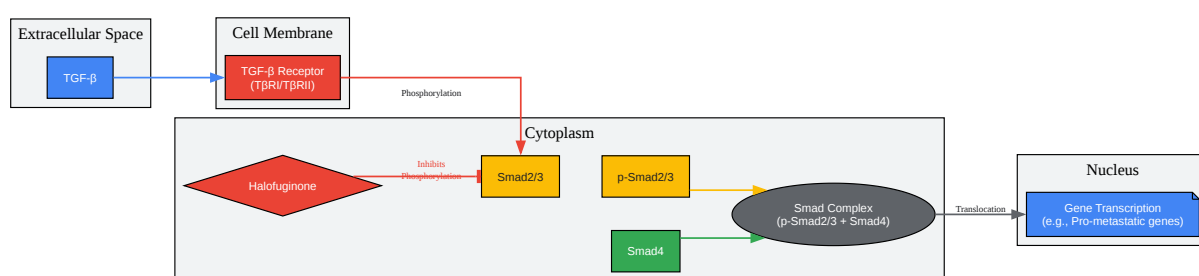 Extracellular Space
TGF-β
Cell Membrane
TGF-β Receptor
(TβRI/TβRII)
Phosphorylation
Cytoplasm
Halofuginone
Inhibits
Phosphorylation
Smad2/3
p-Smad2/3
Smad4
Smad Complex
(p-Smad2/3 + Smad4)
Translocation
Nucleus
Gene Transcription
(e.g., Pro-metastatic genes)